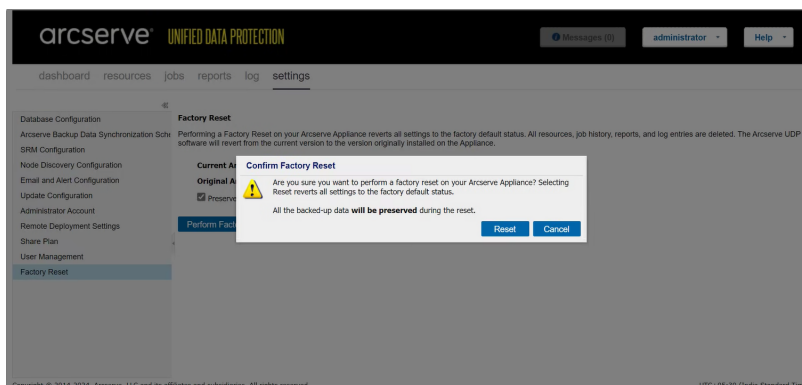 arcserve® UNIFIED DATA PROTECTION
Messages (0) administrator Help
dashboard resources jobs reports log settings
Database Configuration
Arcserve Backup Data Synchronization Sche
SRM Configuration
Node Discovery Configuration
Email and Alert Configuration
Update Configuration
Administrator Account
Remote Deployment Settings
Share Plan
User Management
Factory Reset
Factory Reset
Performing a Factory Reset on your Arcserve Appliance reverts all settings to the factory default status. All resources, job history, reports, and log entries are deleted. The Arcserve UDP
software will revert from the current version to the version originally installed on the Appliance.
Current Ar
Original A
Preserve
Perform Fact
Confirm Factory Reset
Are you sure you want to perform a factory reset on your Arcserve Appliance? Selecting
Reset reverts all settings to the factory default status.
All the backed-up data will be preserved during the reset.
Reset Cancel